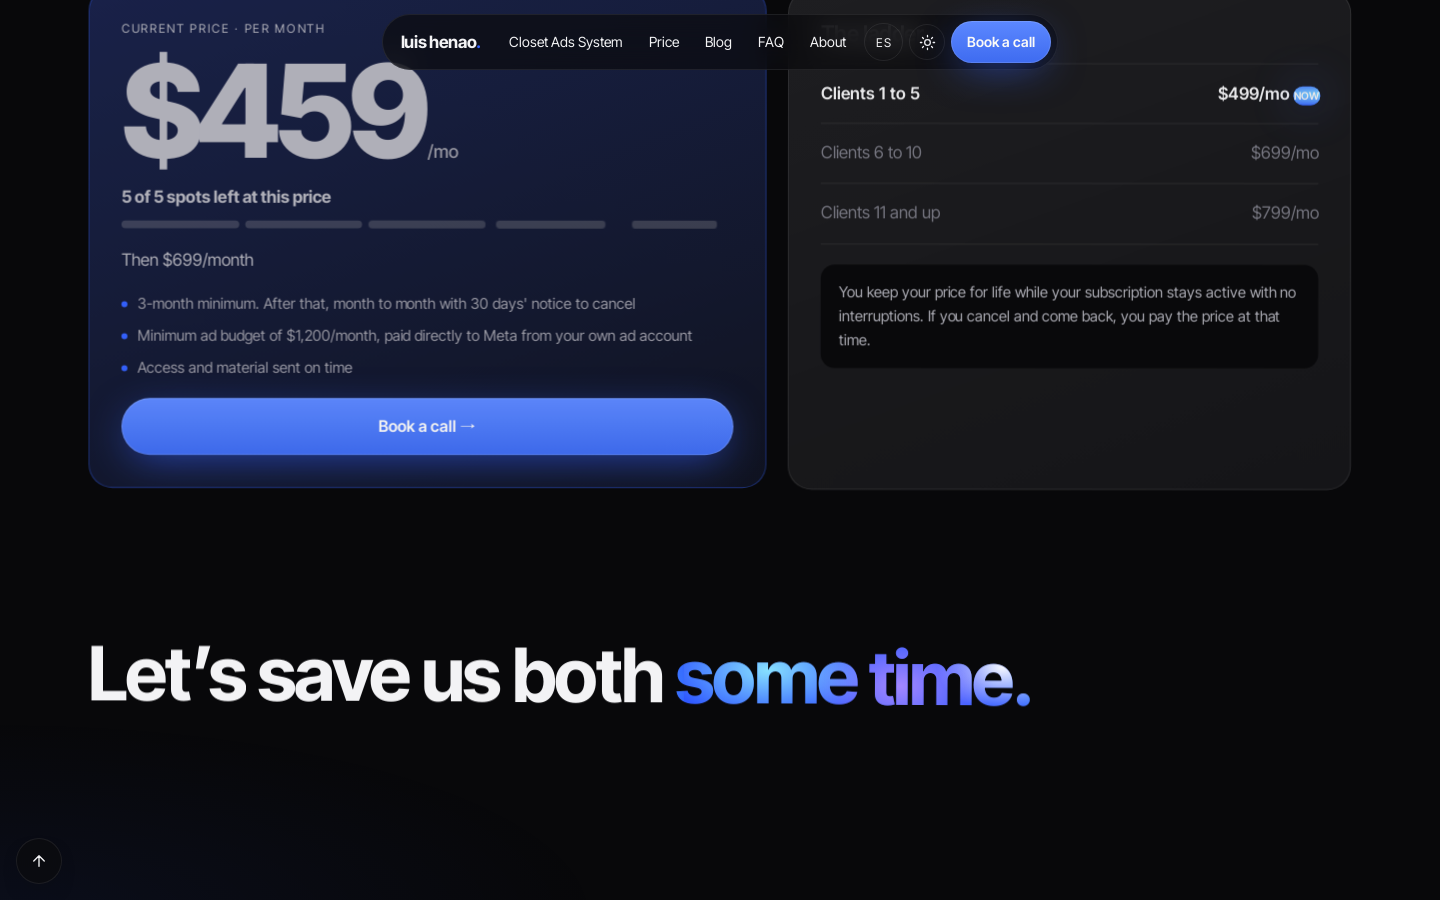 luis henao.
Closet Ads System
Price
Blog
FAQ
About
ES
Book a call
CURRENT PRICE · PER MONTH
$459/mo
5 of 5 spots left at this price
Then $699/month
3-month minimum. After that, month to month with 30 days' notice to cancel
Minimum ad budget of $1,200/month, paid directly to Meta from your own ad account
Access and material sent on time
Book a call →
Clients 1 to 5 $499/mo NOW
Clients 6 to 10 $699/mo
Clients 11 and up $799/mo
You keep your price for life while your subscription stays active with no
interruptions. If you cancel and come back, you pay the price at that
time.
Let’s save us both some time.